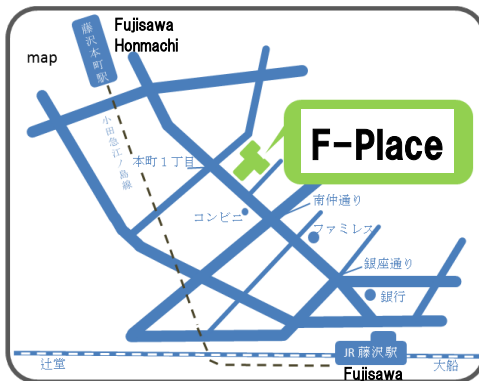 Fujisawa
Honmachi
藤沢本町駅
map
小田急江ノ島線
F-Place
本町1丁目
南仲通り
コンビニ
ファミレス
銀座通り
銀行
JR 藤沢駅
辻堂
Fujisawa
大船